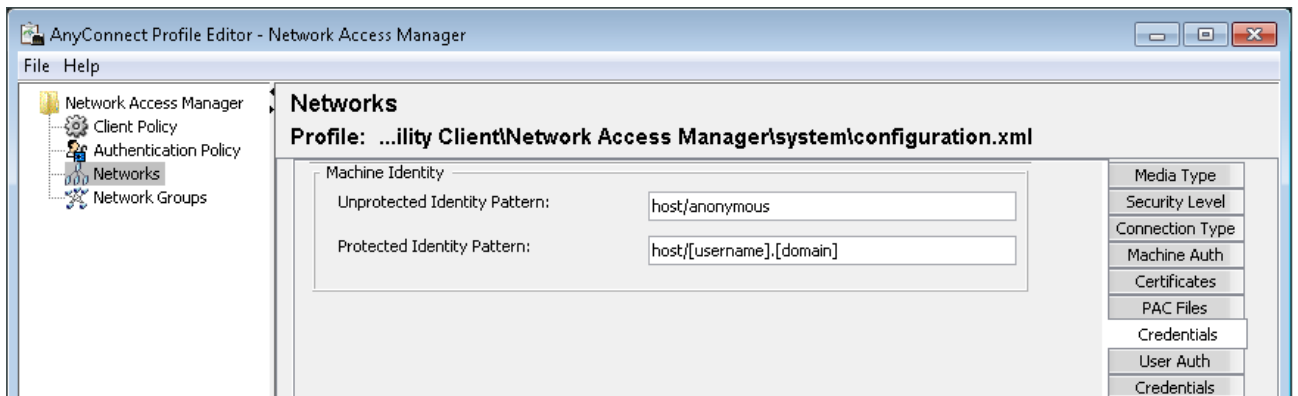 AnyConnect Profile Editor - Network Access Manager
File Help
Network Access Manager
Client Policy
Authentication Policy
Networks
Network Groups
Networks
Profile: ...ility Client\Network Access Manager\system\configuration.xml
Machine Identity
Unprotected Identity Pattern: host/anonymous
Protected Identity Pattern: host/[username].[domain]
Media Type
Security Level
Connection Type
Machine Auth
Certificates
PAC Files
Credentials
User Auth
Credentials